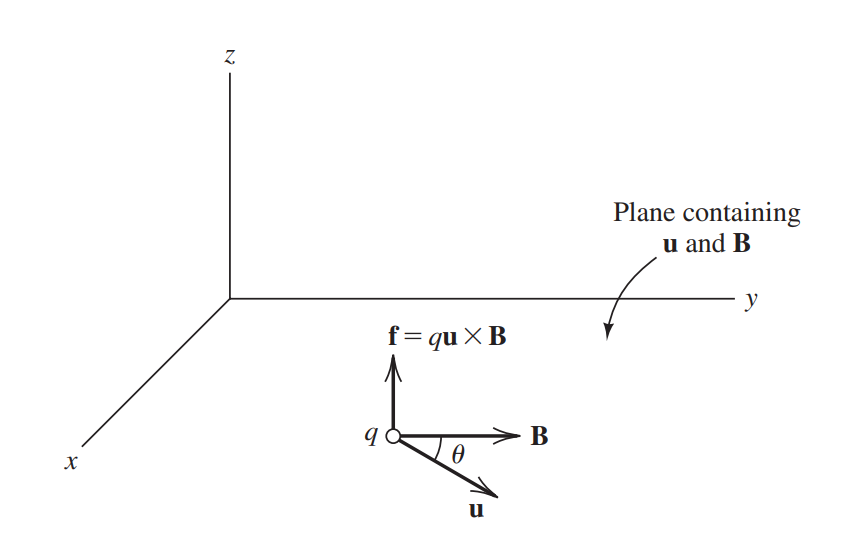 z
Plane containing
u and B
y
f = qu × B
q
B
θ
x
u